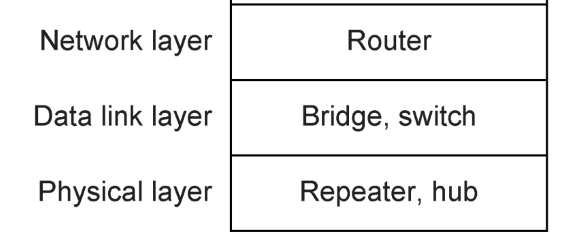 Network layer Router
Data link layer Bridge, switch
Physical layer Repeater, hub